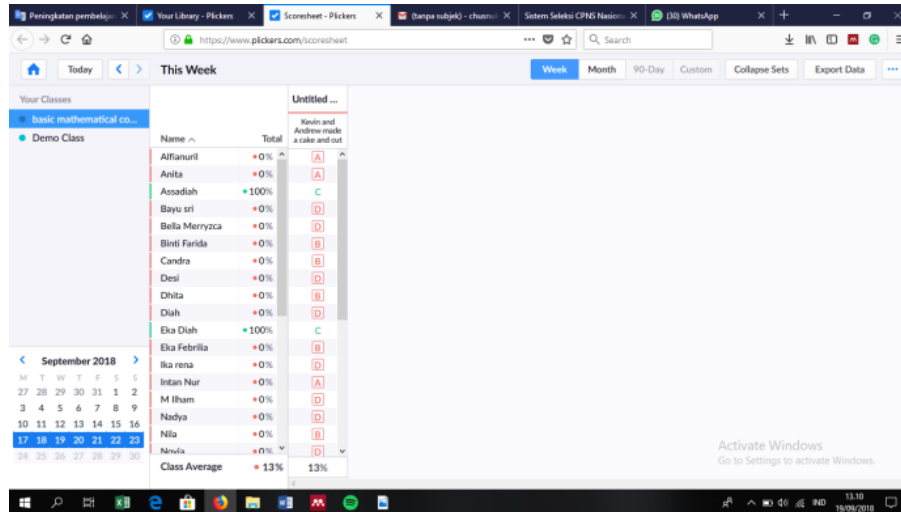 Peningkatan pembelajar
Your Library - Plickers
Scoresheet - Plickers
(tanpa subjek) - chusnul
Sistem Seleksi CPNS Nasion
(30) WhatsApp
https://www.plickers.com/scoresheet
Search
Today
This Week
Week
Month
90-Day
Custom
Collapse Sets
Export Data
Your Classes
basic mathematical co...
Demo Class
Untitled ...
Kevin and
Andrew made
a cake and cut
Name Total
Alfianuril 0% A
Anita 0% A
Assadiah 100% C
Bayu sri 0% D
Bella Merryzca 0% D
Binti Farida 0% B
Candra 0% B
Desi 0% D
Dhita 0% B
Diah 0% D
Eka Diah 100% C
Eka Febrilia 0% B
Ika rena 0% D
Intan Nur 0% A
M Ilham 0% D
Nadya 0% D
Nila 0% B
Novia 0% D
Class Average 13% 13%
September 2018
M T W T F S S
27 28 29 30 31 1 2
3 4 5 6 7 8 9
10 11 12 13 14 15 16
17 18 19 20 21 22 23
24 25 26 27 28 29 30
Activate Windows
Go to Settings to activate Windows.
IND
13.10
19/09/2018